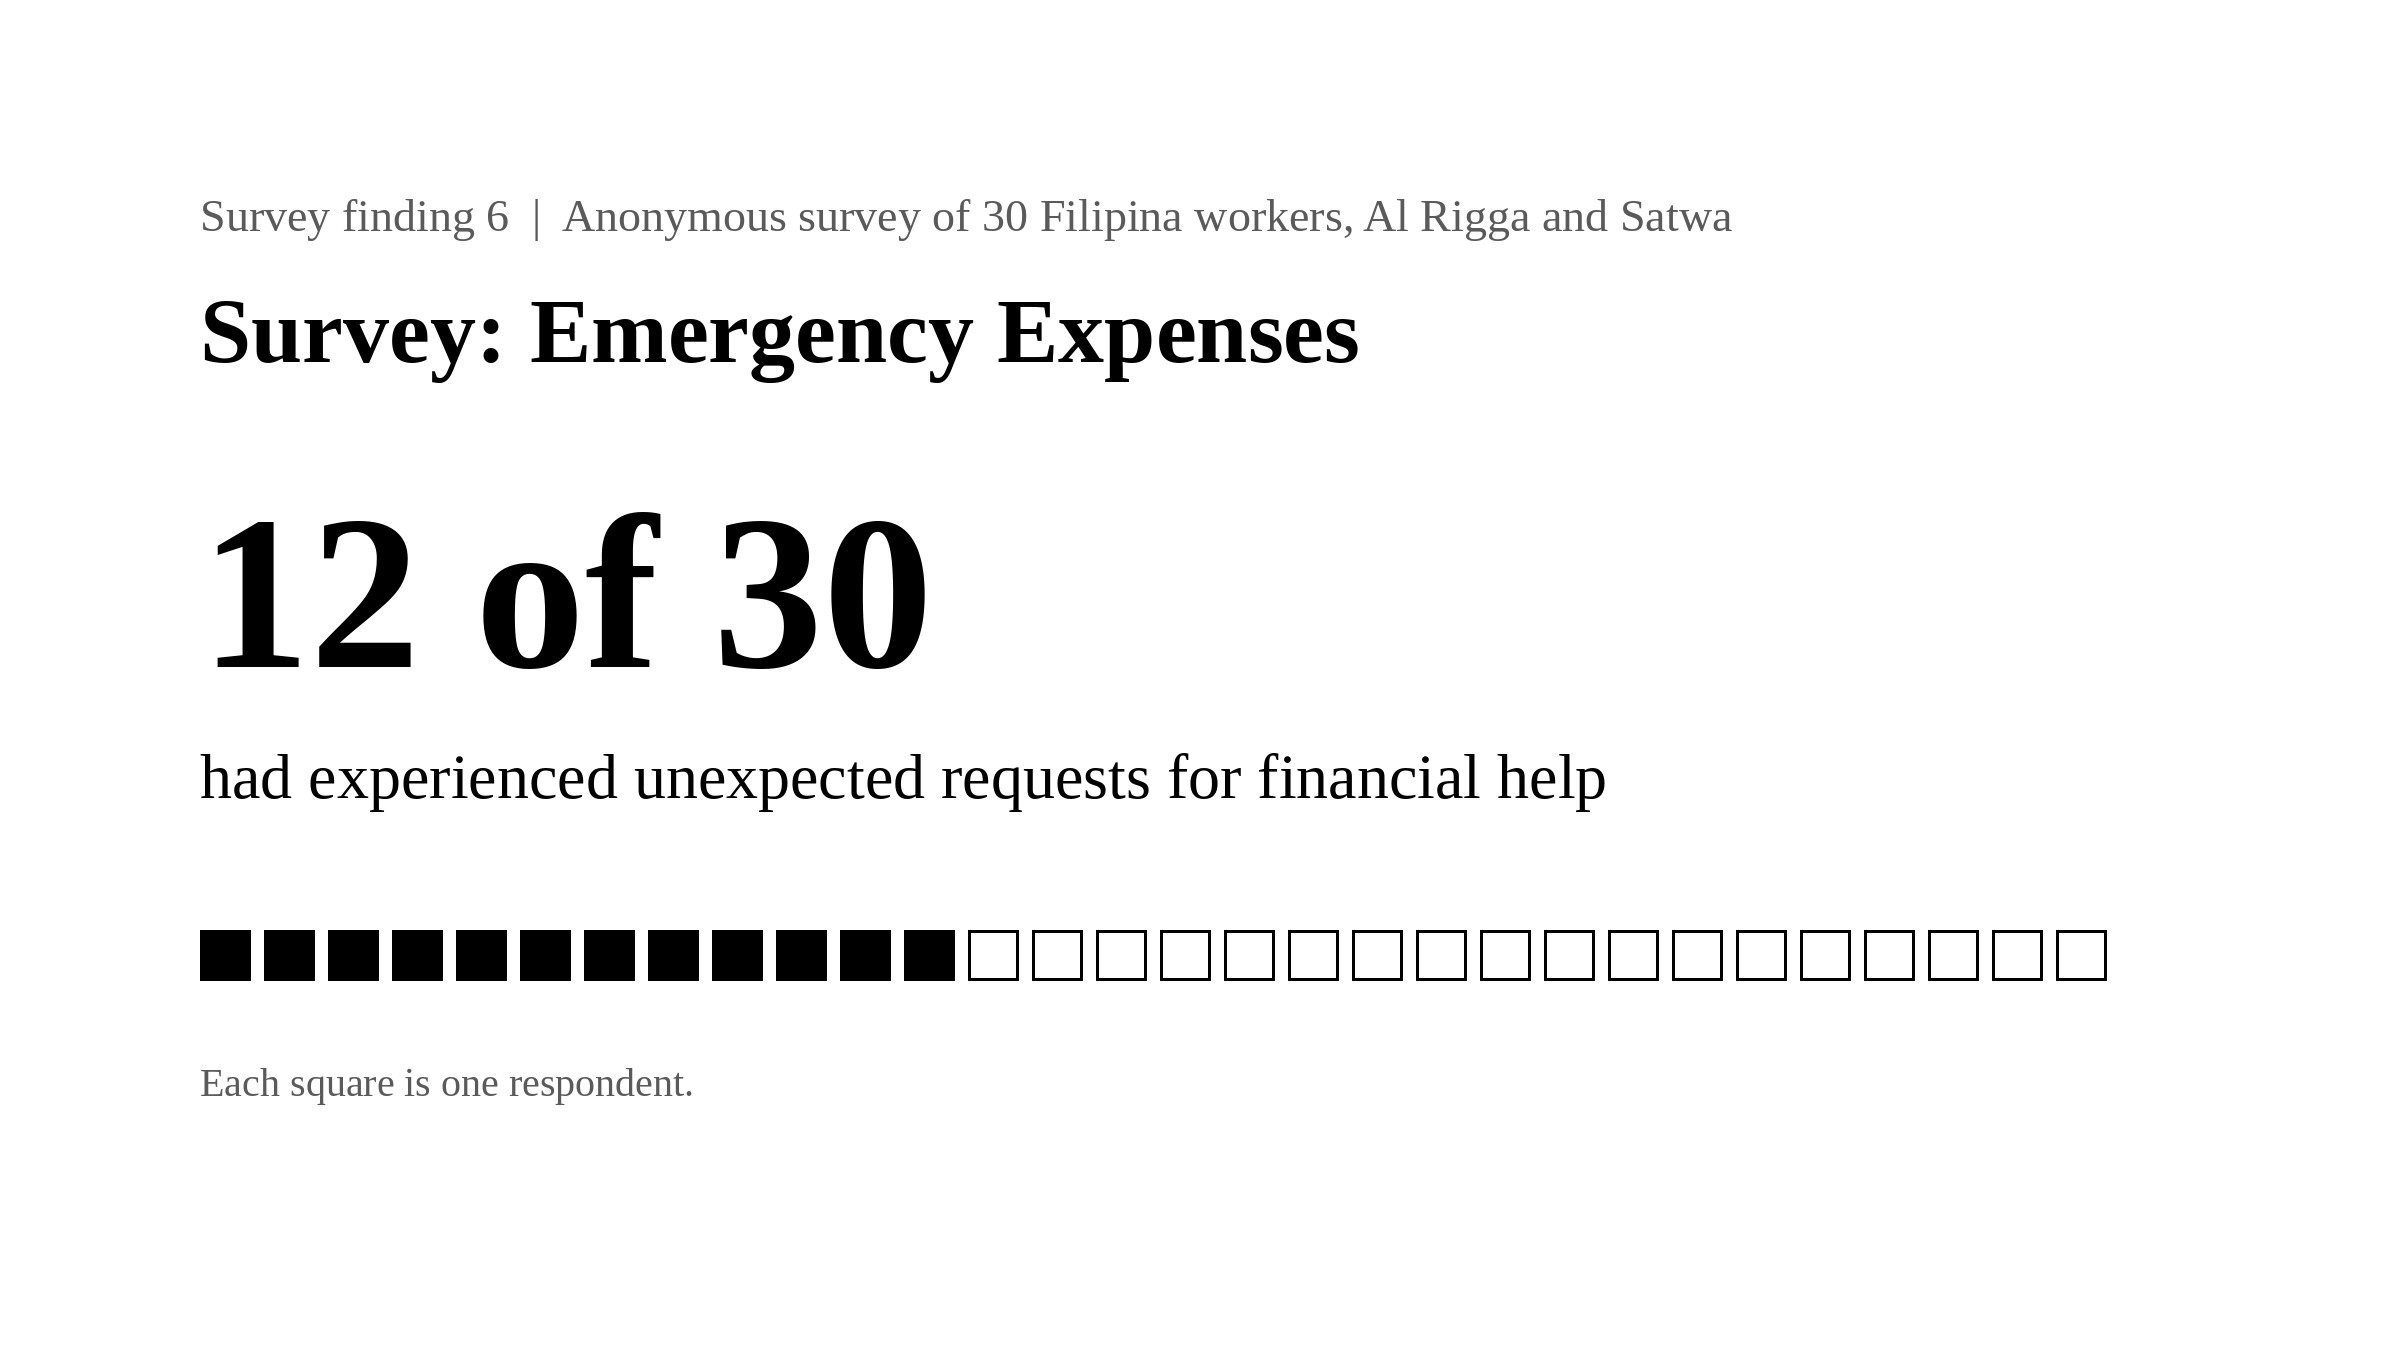 Survey finding 6 | Anonymous survey of 30 Filipina workers, Al Rigga and Satwa
Survey: Emergency Expenses
12 of 30
had experienced unexpected requests for financial help
Each square is one respondent.